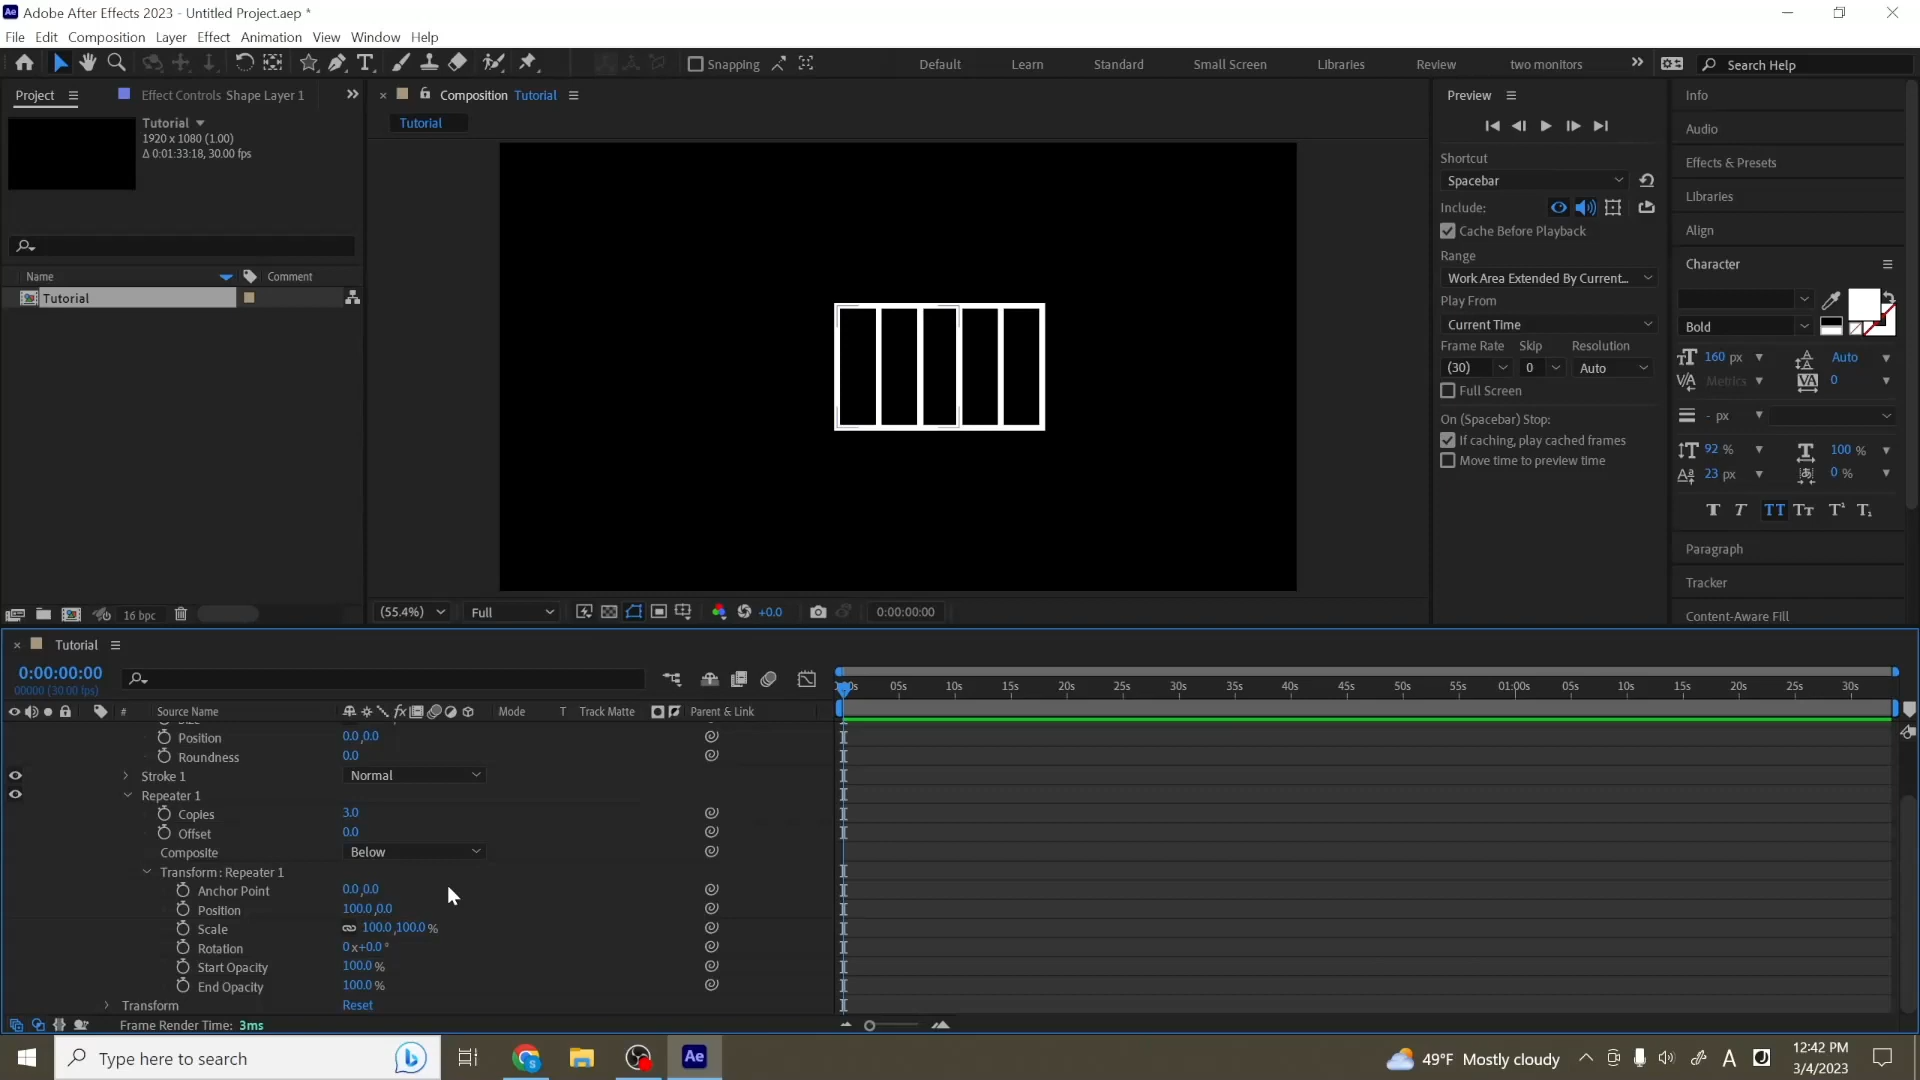 Adobe After Effects 2023 - Untitled Project.aep *
File Edit Composition Layer Effect Animation View Window Help
Snapping
Default Learn Standard Small Screen Libraries Review two monitors
Search Help
Project
Effect Controls Shape Layer 1
Tutorial
1920 x 1080 (1.00)
Δ 0:01:33:18, 30.00 fps
Name Comment
Tutorial
16 bpc
Composition Tutorial
Tutorial
(55.4%) Full +0.0 0:00:00:00
Preview
Shortcut
Spacebar
Include:
Cache Before Playback
Range
Work Area Extended By Current...
Play From
Current Time
Frame Rate Skip Resolution
(30) 0 Auto
Full Screen
On (Spacebar) Stop:
If caching, play cached frames
Move time to preview time
Info
Audio
Effects & Presets
Libraries
Align
Character
Bold
160 px Auto
Metrics 0
- px
92 % 100 %
23 px 0 %
Paragraph
Tracker
Content-Aware Fill
Tutorial
0:00:00:00
00000 (30.00 fps)
# Source Name Mode T Track Matte Parent & Link
05s 10s 15s 20s 25s 30s 35s 40s 45s 50s 55s 01:00s 05s 10s 15s 20s 25s 30s
Position 0.0,0.0
Roundness 0.0
Stroke 1 Normal
Repeater 1
Copies 3.0
Offset 0.0
Composite Below
Transform: Repeater 1
Anchor Point 0.0,0.0
Position 100.0,0.0
Scale 100.0,100.0 %
Rotation 0x+0.0 °
Start Opacity 100.0 %
End Opacity 100.0 %
Transform Reset
Frame Render Time: 3ms
Type here to search
49°F Mostly cloudy
12:42 PM
3/4/2023